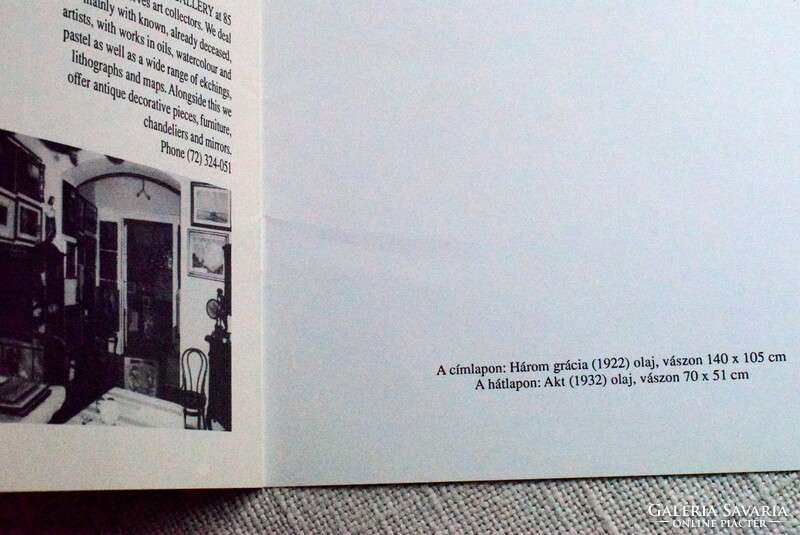 GALLERY at 85
art collectors. We deal
mainly with known, already deceased,
artists, with works in oils, watercolour and
pastel as well as a wide range of ekchings,
lithographs and maps. Alongside this we
offer antique decorative pieces, furniture,
chandeliers and mirrors.
Phone (72) 324-051
A címlapon: Három grácia (1922) olaj, vászon 140 x 105 cm
A hátlapon: Akt (1932) olaj, vászon 70 x 51 cm
GALERIA SAVARIA
ONLINE PIACTÉR